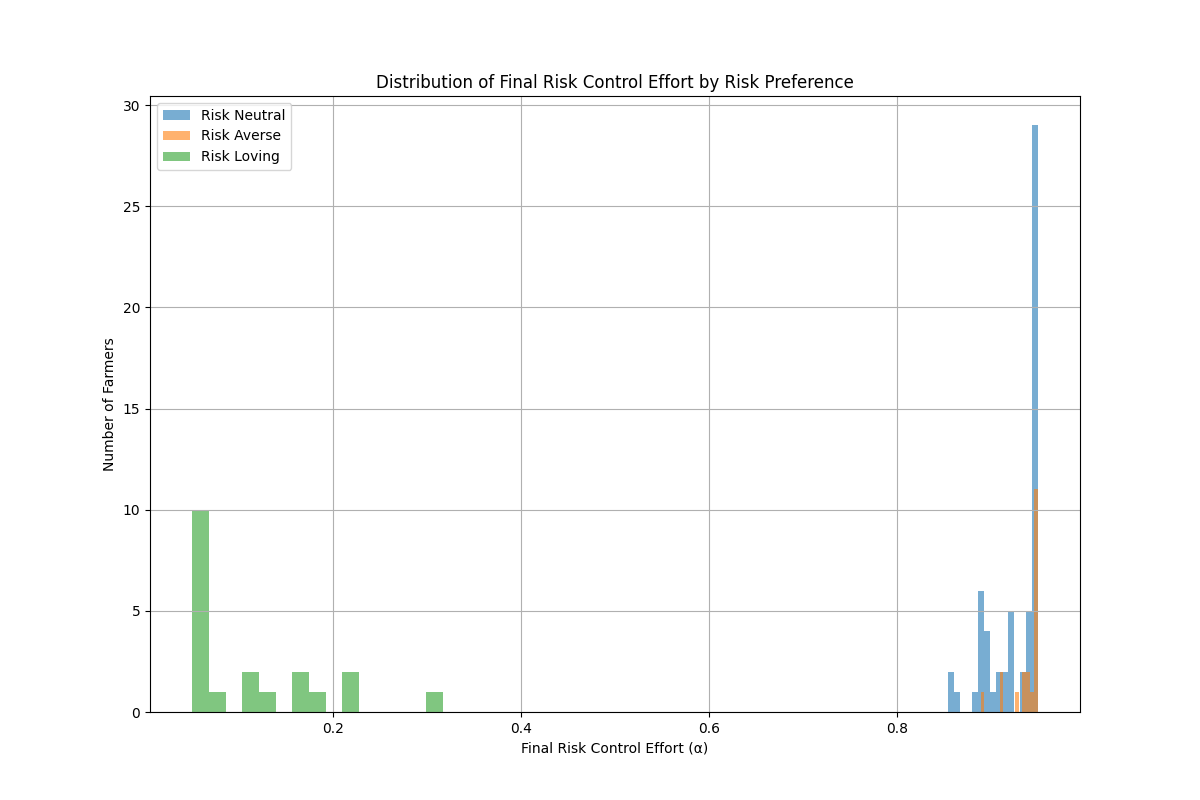 Distribution of Final Risk Control Effort by Risk Preference
Risk Neutral
Risk Averse
Risk Loving
30
25
20
15
10
5
0
Number of Farmers
0.2 0.4 0.6 0.8
Final Risk Control Effort (α)